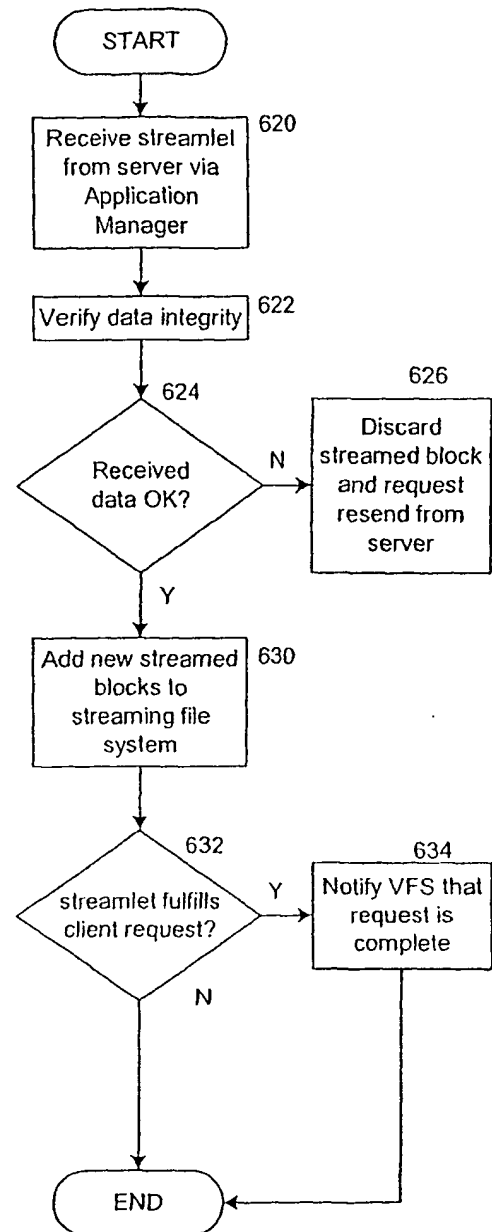 START
620
Receive streamlet
from server via
Application
Manager
Verify data integrity
622
624
626
Received
data OK?
N
Discard
streamed block
and request
resend from
server
Y
Add new streamed
blocks to
streaming file
system
630
632
634
streamlet fulfills
client request?
Y
Notify VFS that
request is
complete
N
END